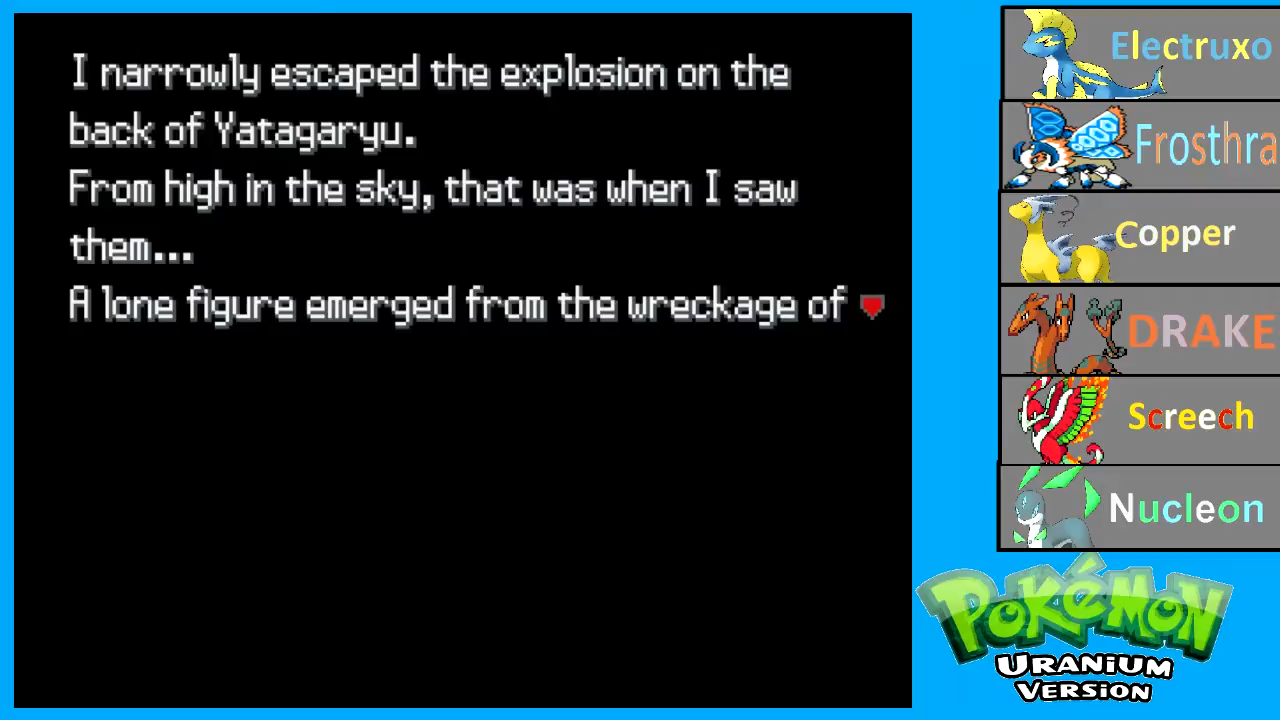 I narrowly escaped the explosion on the
back of Yatagaryu.
From high in the sky, that was when I saw
them...
A lone figure emerged from the wreckage of
Electruxo
Frosthra
Copper
DRAKE
Screech
Nucleon
POKéMON
URANIUM
VERSION